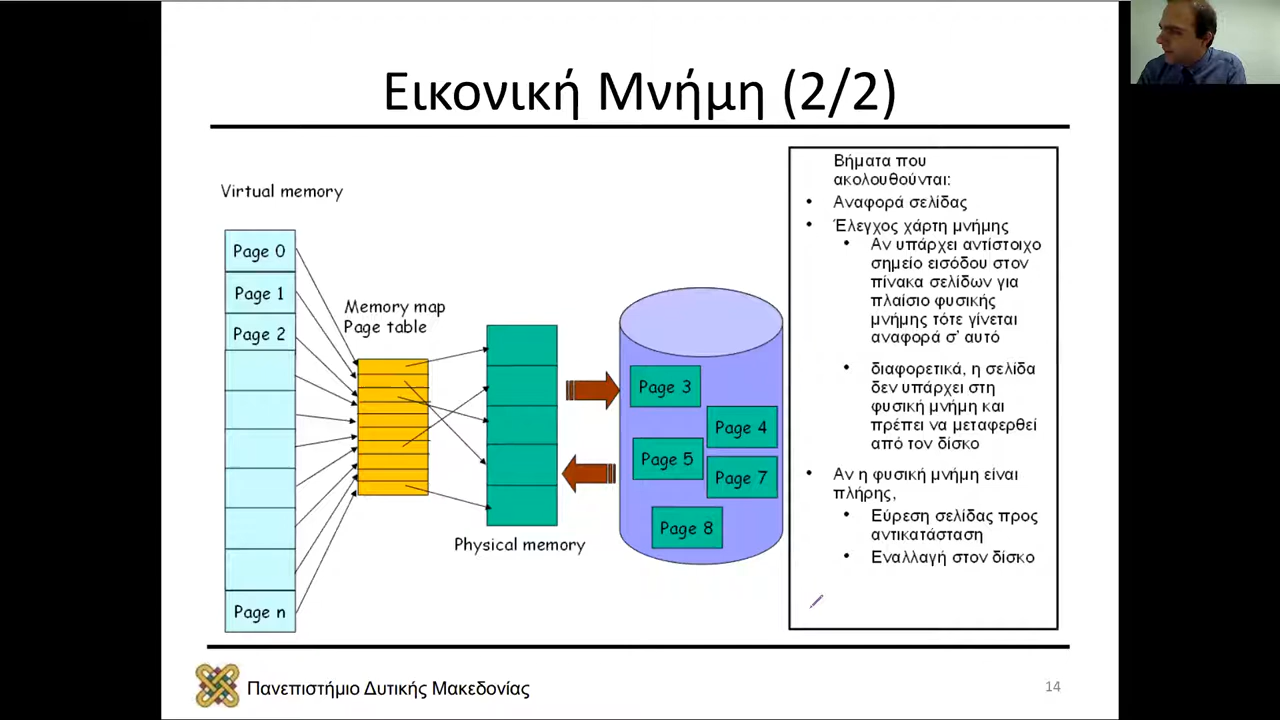 Εικονική Μνήμη (2/2)
Virtual memory
Page 0
Page 1
Page 2
Page n
Memory map
Page table
Physical memory
Page 3
Page 4
Page 5
Page 7
Page 8
Βήματα που
ακολουθούνται:
• Αναφορά σελίδας
• Έλεγχος χάρτη μνήμης
• Αν υπάρχει αντίστοιχο
σημείο εισόδου στον
πίνακα σελίδων για
πλαίσιο φυσικής
μνήμης τότε γίνεται
αναφορά σ' αυτό
• διαφορετικά, η σελίδα
δεν υπάρχει στη
φυσική μνήμη και
πρέπει να μεταφερθεί
από τον δίσκο
• Αν η φυσική μνήμη είναι
πλήρης,
• Εύρεση σελίδας προς
αντικατάσταση
• Εναλλαγή στον δίσκο
Πανεπιστήμιο Δυτικής Μακεδονίας
14